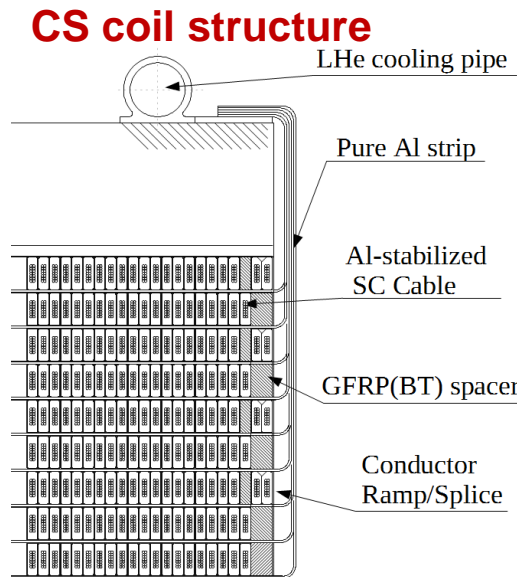 CS coil structure
LHe cooling pipe
Pure Al strip
Al-stabilized
SC Cable
GFRP(BT) spacer
Conductor
Ramp/Splice